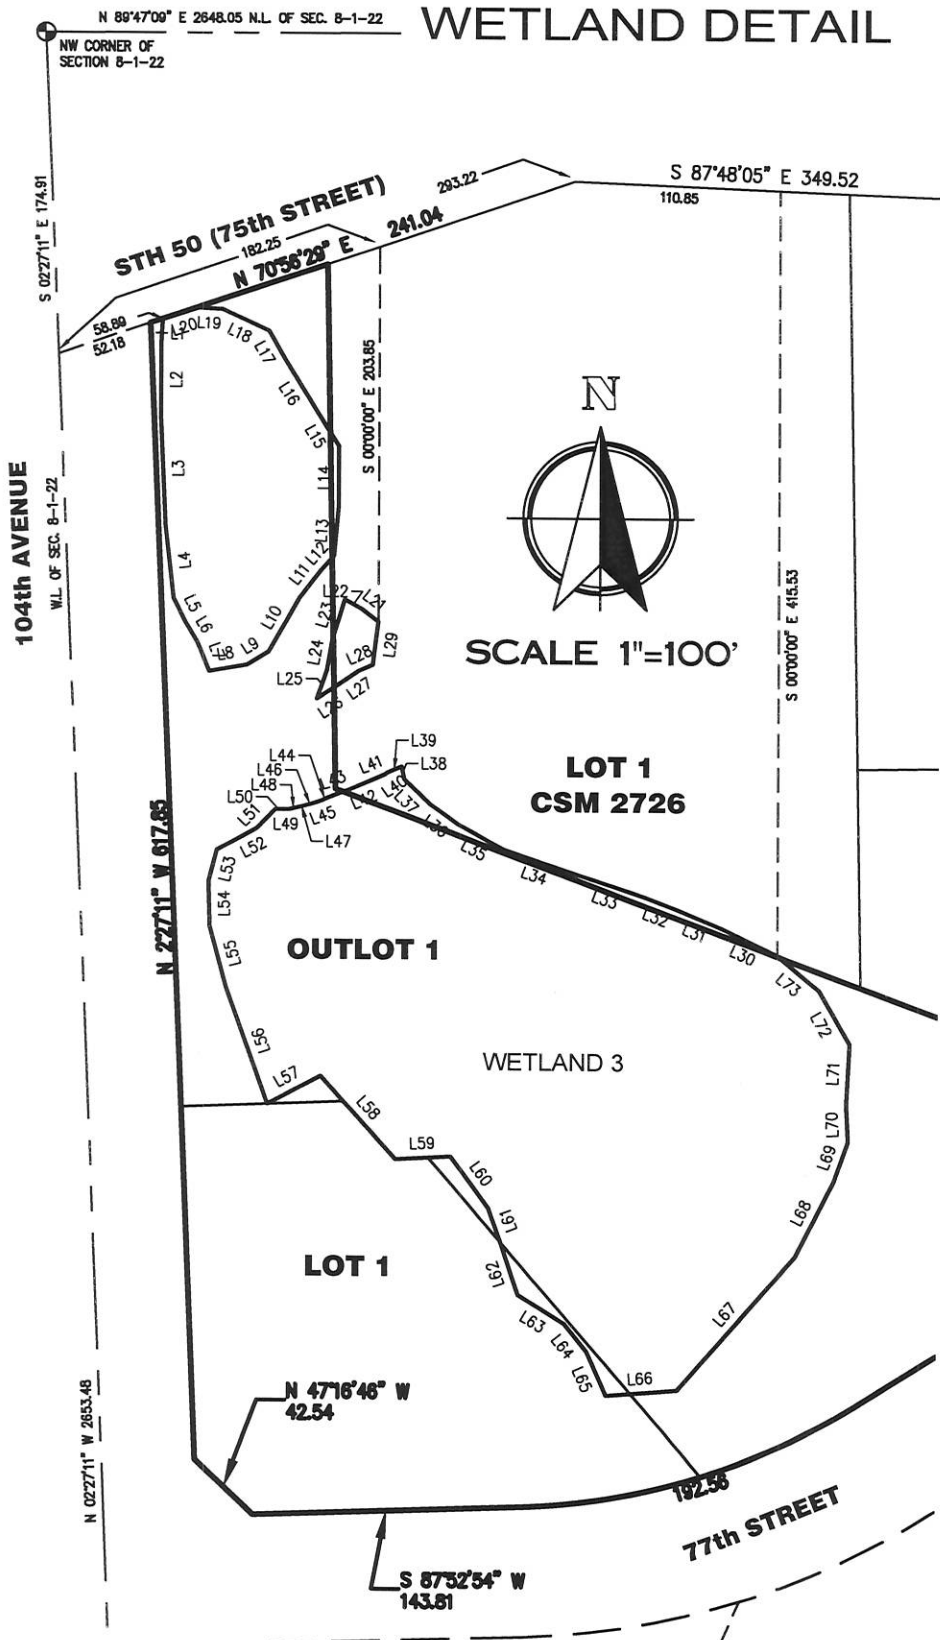 N 89°47'09" E 2648.05 N.L. OF SEC. 8-1-22
WETLAND DETAIL
NW CORNER OF
SECTION 8-1-22
S 02°27'11" E 174.91
STH 50 (75th STREET)
182.25
N 70°56'29" E
241.04
293.22
S 87°48'05" E 349.52
110.85
58.89
52.18
L1
L20
L19
L18
L17
L2
L16
L15
L3
L14
L13
L12
L11
L4
L10
L5
L6
L7
L8
L9
S 00°00'00" E 203.85
104th AVENUE
W.L. OF SEC. 8-1-22
N
SCALE 1"=100'
S 00°00'00" E 415.53
L22
L21
L23
L24
L29
L28
L25
L27
L26
LOT 1
CSM 2726
L39
L38
L41
L44
L43
L46
L40
L42
L48
L37
L50
L45
L51
L49
L47
L36
L52
L35
L53
L34
L54
L33
L32
L31
L30
L55
L73
N 2°27'11" W 617.85
OUTLOT 1
L72
L56
WETLAND 3
L71
L57
L58
L70
L59
L69
L60
L61
L68
LOT 1
L62
L63
L67
L64
L65
L66
N 47°16'46" W
42.54
N 02°27'11" W 2653.48
192.56
77th STREET
S 87°52'54" W
143.81